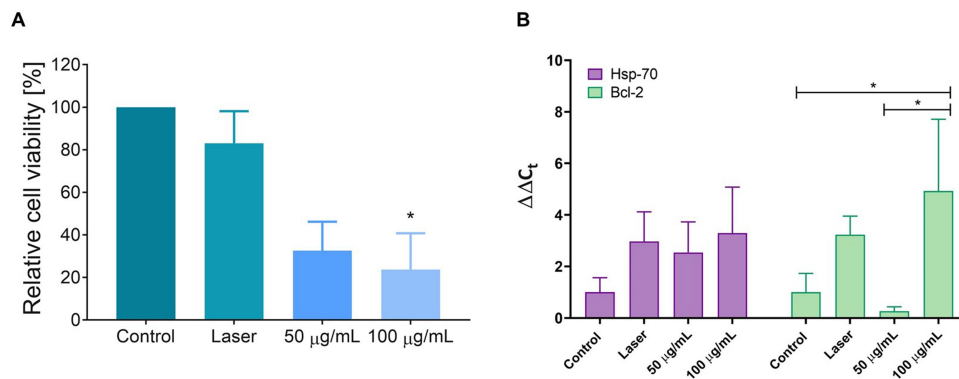 A
Relative cell viability [%]
120
100
80
60
40
20
0
*
Control Laser 50 μg/mL 100 μg/mL
B
Hsp-70
Bcl-2
ΔΔCt
10
8
6
4
2
0
*
*
Control Laser 50 μg/mL 100 μg/mL Control Laser 50 μg/mL 100 μg/mL